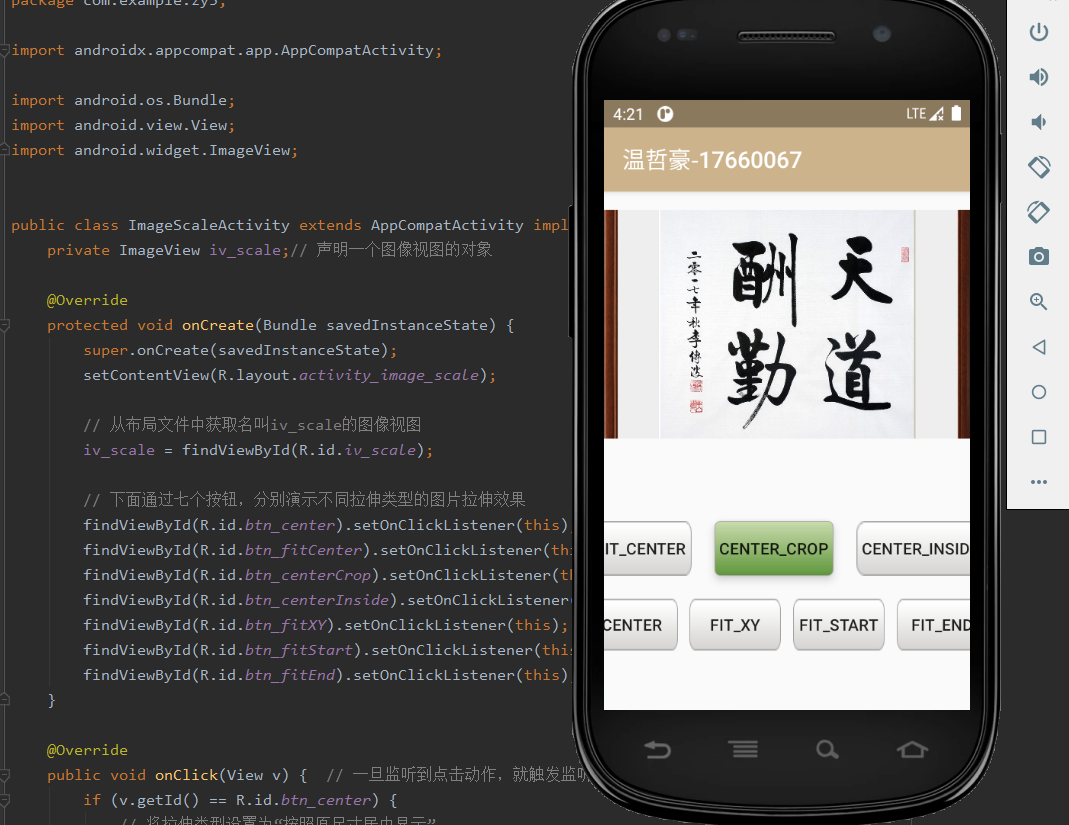 package com.example.zy5;
import androidx.appcompat.app.AppCompatActivity;
import android.os.Bundle;
import android.view.View;
import android.widget.ImageView;
public class ImageScaleActivity extends AppCompatActivity impl
private ImageView iv_scale;// 声明一个图像视图的对象
@Override
protected void onCreate(Bundle savedInstanceState) {
super.onCreate(savedInstanceState);
setContentView(R.layout.activity_image_scale);
// 从布局文件中获取名叫iv_scale的图像视图
iv_scale = findViewById(R.id.iv_scale);
// 下面通过七个按钮，分别演示不同拉伸类型的图片拉伸效果
findViewById(R.id.btn_center).setOnClickListener(this)
findViewById(R.id.btn_fitCenter).setOnClickListener(thi
findViewById(R.id.btn_centerCrop).setOnClickListener(th
findViewById(R.id.btn_centerInside).setOnClickListener(
findViewById(R.id.btn_fitXY).setOnClickListener(this);
findViewById(R.id.btn_fitStart).setOnClickListener(this
findViewById(R.id.btn_fitEnd).setOnClickListener(this)
}
@Override
public void onClick(View v) {  // 一旦监听到点击动作，就触发监听
if (v.getId() == R.id.btn_center) {
// 将拉伸类型设置为“按照原尺寸居中显示”
4:21
LTE
温哲豪-17660067
天道
酬勤
二零一七年秋李傅波
IT_CENTER
CENTER_CROP
CENTER_INSID
CENTER
FIT_XY
FIT_START
FIT_END